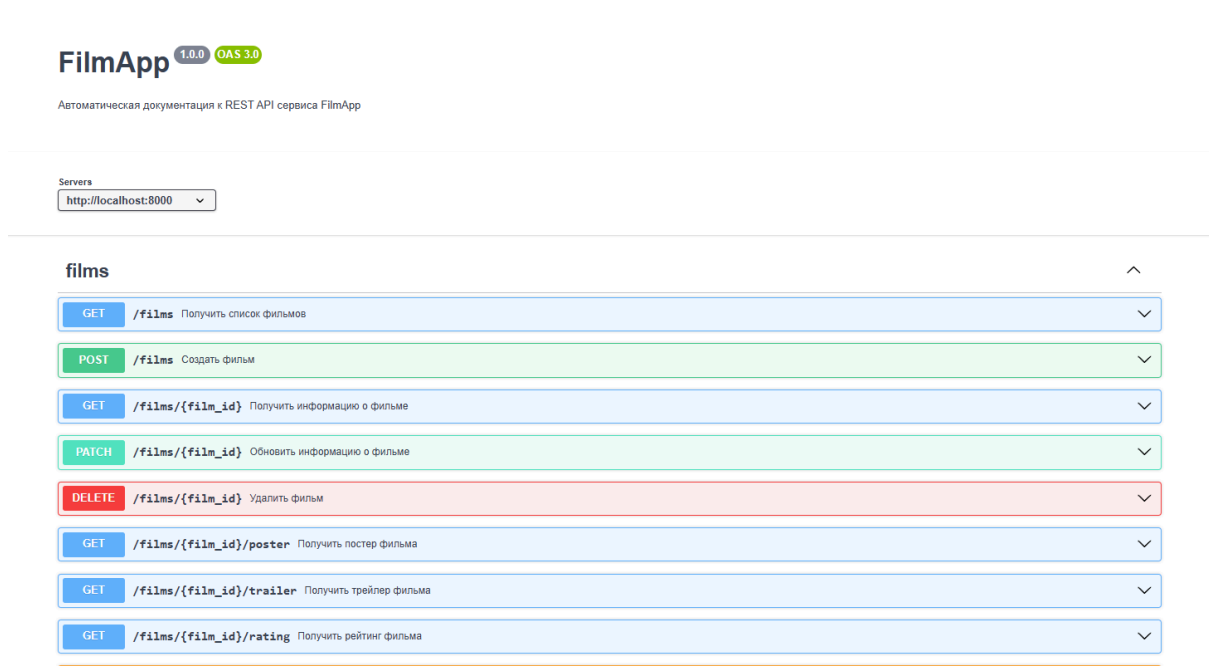 FilmApp 1.0.0 OAS 3.0
Автоматическая документация к REST API сервиса FilmApp
Servers
http://localhost:8000
films
GET /films Получить список фильмов
POST /films Создать фильм
GET /films/{film_id} Получить информацию о фильме
PATCH /films/{film_id} Обновить информацию о фильме
DELETE /films/{film_id} Удалить фильм
GET /films/{film_id}/poster Получить постер фильма
GET /films/{film_id}/trailer Получить трейлер фильма
GET /films/{film_id}/rating Получить рейтинг фильма